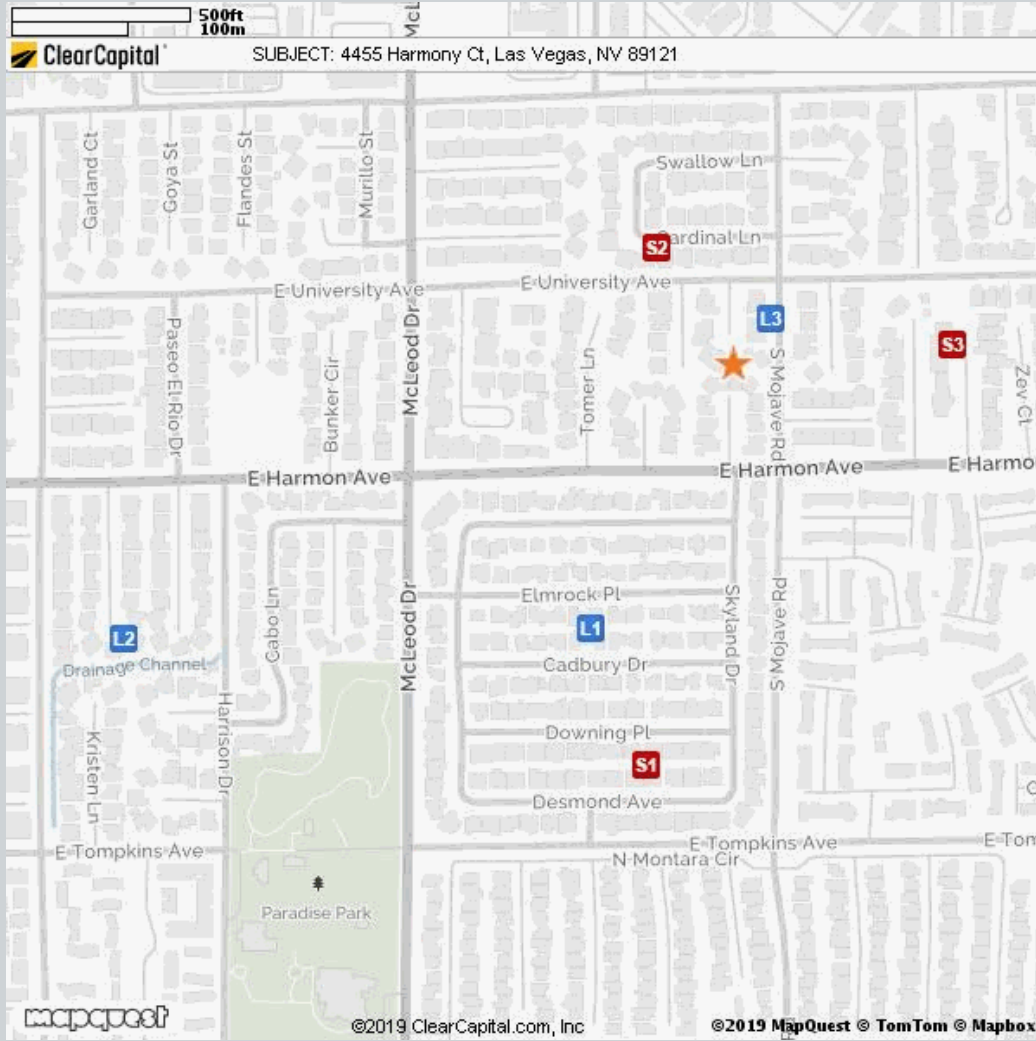 500ft
100m
McL
ClearCapital
SUBJECT: 4455 Harmony Ct, Las Vegas, NV 89121
Garland Ct
Goya St
Flandes St
Murillo St
Swallow Ln
S2
Cardinal Ln
E University Ave
E University Ave
L3
S3
Paseo El Rio Dr
Bunker Cir
McLeod Dr
Tomer Ln
S Mojave Rd
Zev Ct
E Harmon Ave
E Harmon Ave
E Harmo
Cabo Ln
McLeod Dr
Elmrock Pl
Skyland Dr
S Mojave Rd
L2
L1
Drainage Channel
Cadbury Dr
Harrison Dr
Kristen Ln
Downing Pl
S1
Desmond Ave
E Tompkins Ave
E Tompkins Ave
E Tom
N Montara Cir
Paradise Park
mapquest
©2019 ClearCapital.com, Inc
©2019 MapQuest © TomTom © Mapbox